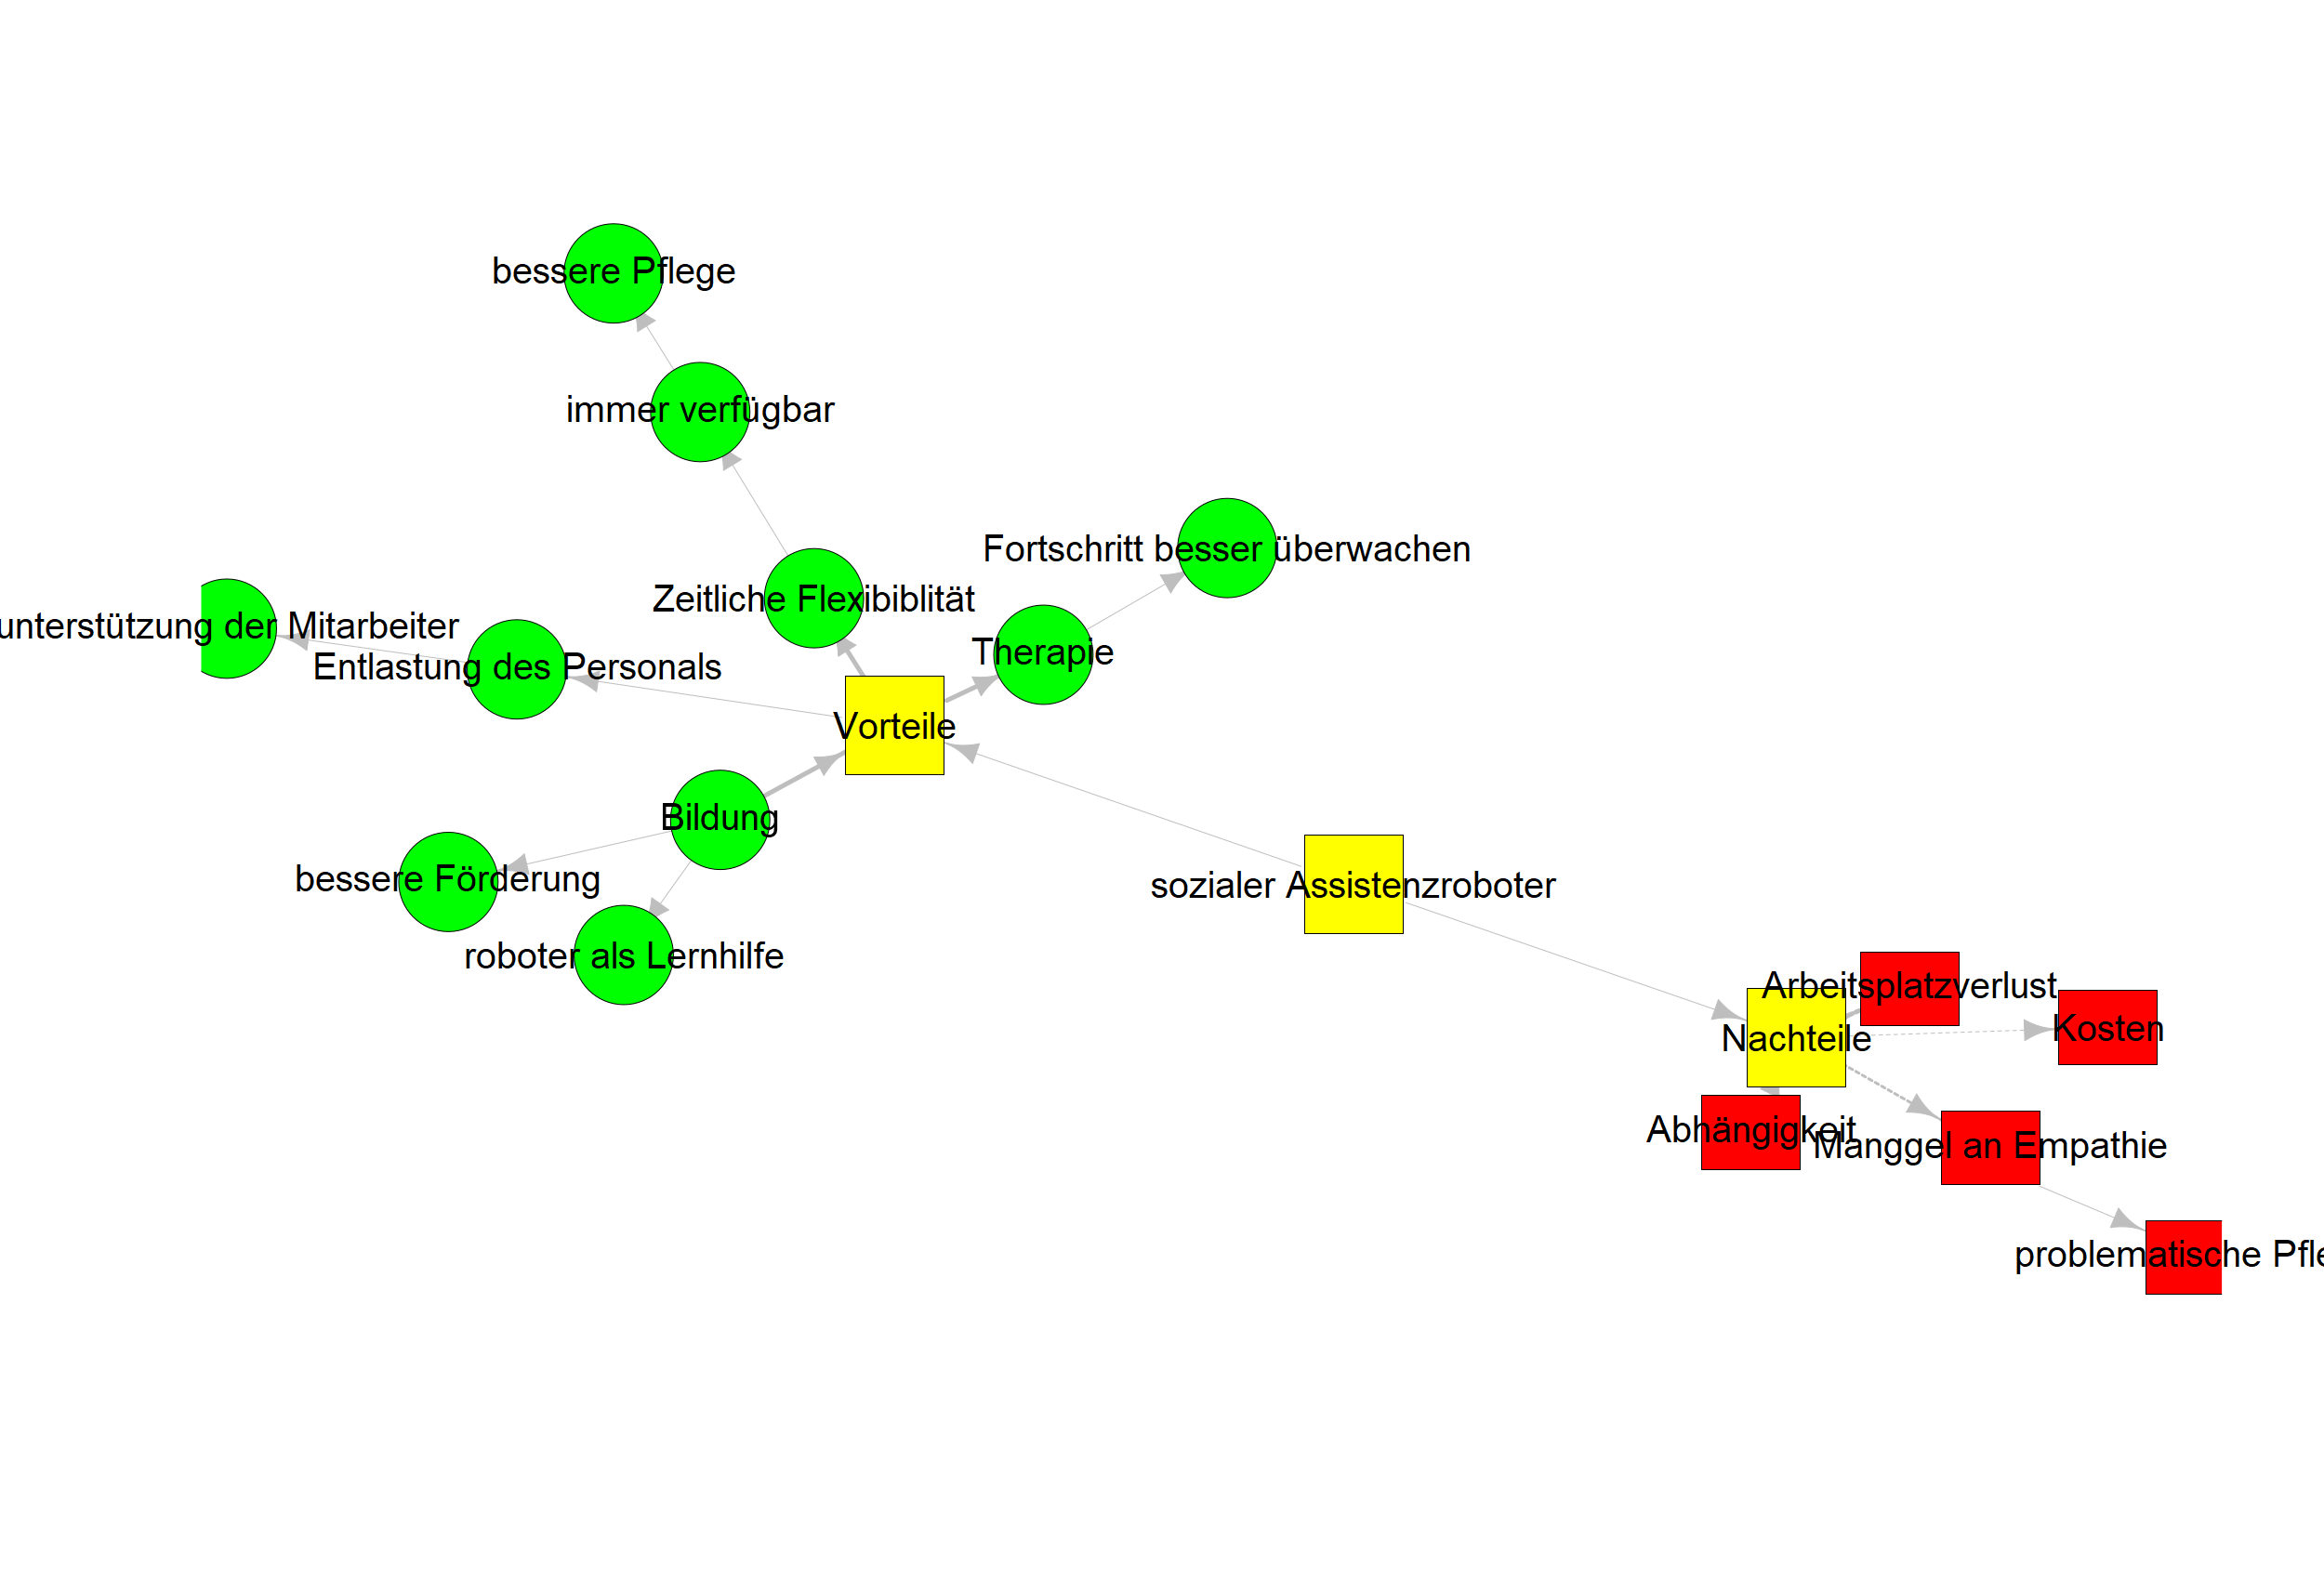 bessere Pflege
immer verfügbar
Fortschritt besser überwachen
Zeitliche Flexibiblität
unterstützung der Mitarbeiter
Therapie
Entlastung des Personals
Vorteile
Bildung
bessere Förderung
sozialer Assistenzroboter
roboter als Lernhilfe
Arbeitsplatzverlust
Kosten
Nachteile
Abhängigkeit
Manggel an Empathie
problematische